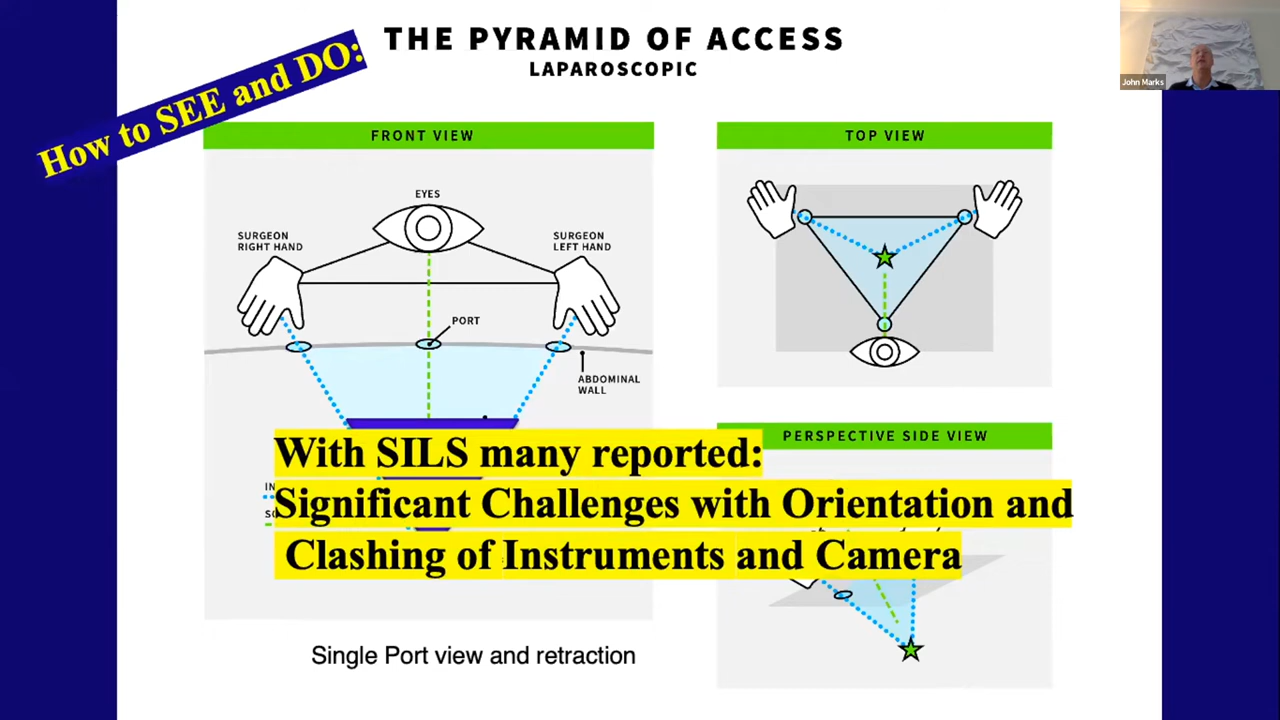 THE PYRAMID OF ACCESS
LAPAROSCOPIC
How to SEE and DO:
John Marks
FRONT VIEW
EYES
SURGEON
RIGHT HAND
SURGEON
LEFT HAND
PORT
ABDOMINAL
WALL
TOP VIEW
PERSPECTIVE SIDE VIEW
With SILS many reported:
Significant Challenges with Orientation and
Clashing of Instruments and Camera
Single Port view and retraction